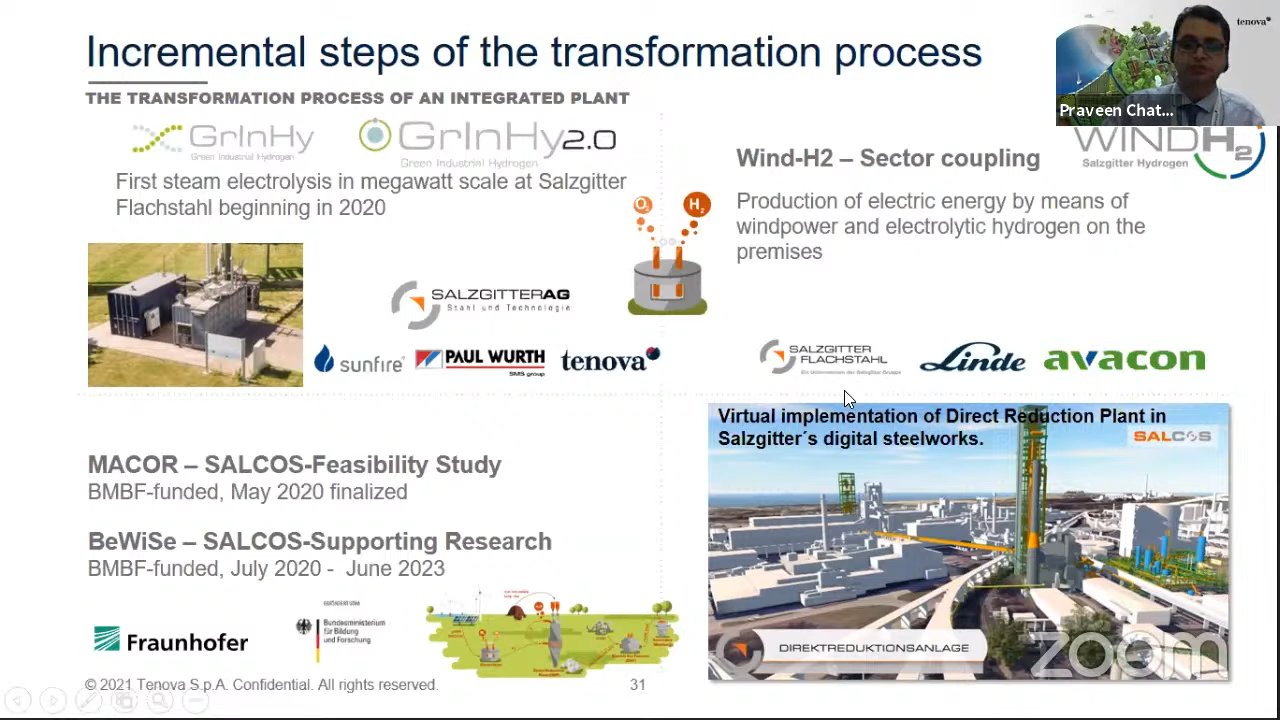 Incremental steps of the transformation process
THE TRANSFORMATION PROCESS OF AN INTEGRATED PLANT
tenova
Praveen Chat...
GrInHy
Green Industrial Hydrogen
GrInHy2.0
Green Industrial Hydrogen
First steam electrolysis in megawatt scale at Salzgitter
Flachstahl beginning in 2020
O2
H2
SALZGITTERAG
Stahl und Technologie
sunfire
PAUL WURTH
SMS group
tenova
Wind-H2 – Sector coupling
WINDH2
Salzgitter Hydrogen
Production of electric energy by means of
windpower and electrolytic hydrogen on the
premises
SALZGITTER
FLACHSTAHL
Ein Unternehmen der Salzgitter Gruppe
Linde
avacon
MACOR – SALCOS-Feasibility Study
BMBF-funded, May 2020 finalized
BeWiSe – SALCOS-Supporting Research
BMBF-funded, July 2020 - June 2023
Fraunhofer
Bundesministerium
für Bildung
und Forschung
Virtual implementation of Direct Reduction Plant in
Salzgitter´s digital steelworks.
SALCOS
DIREKTREDUKTIONSANLAGE
zoom
© 2021 Tenova S.p.A. Confidential. All rights reserved.
31